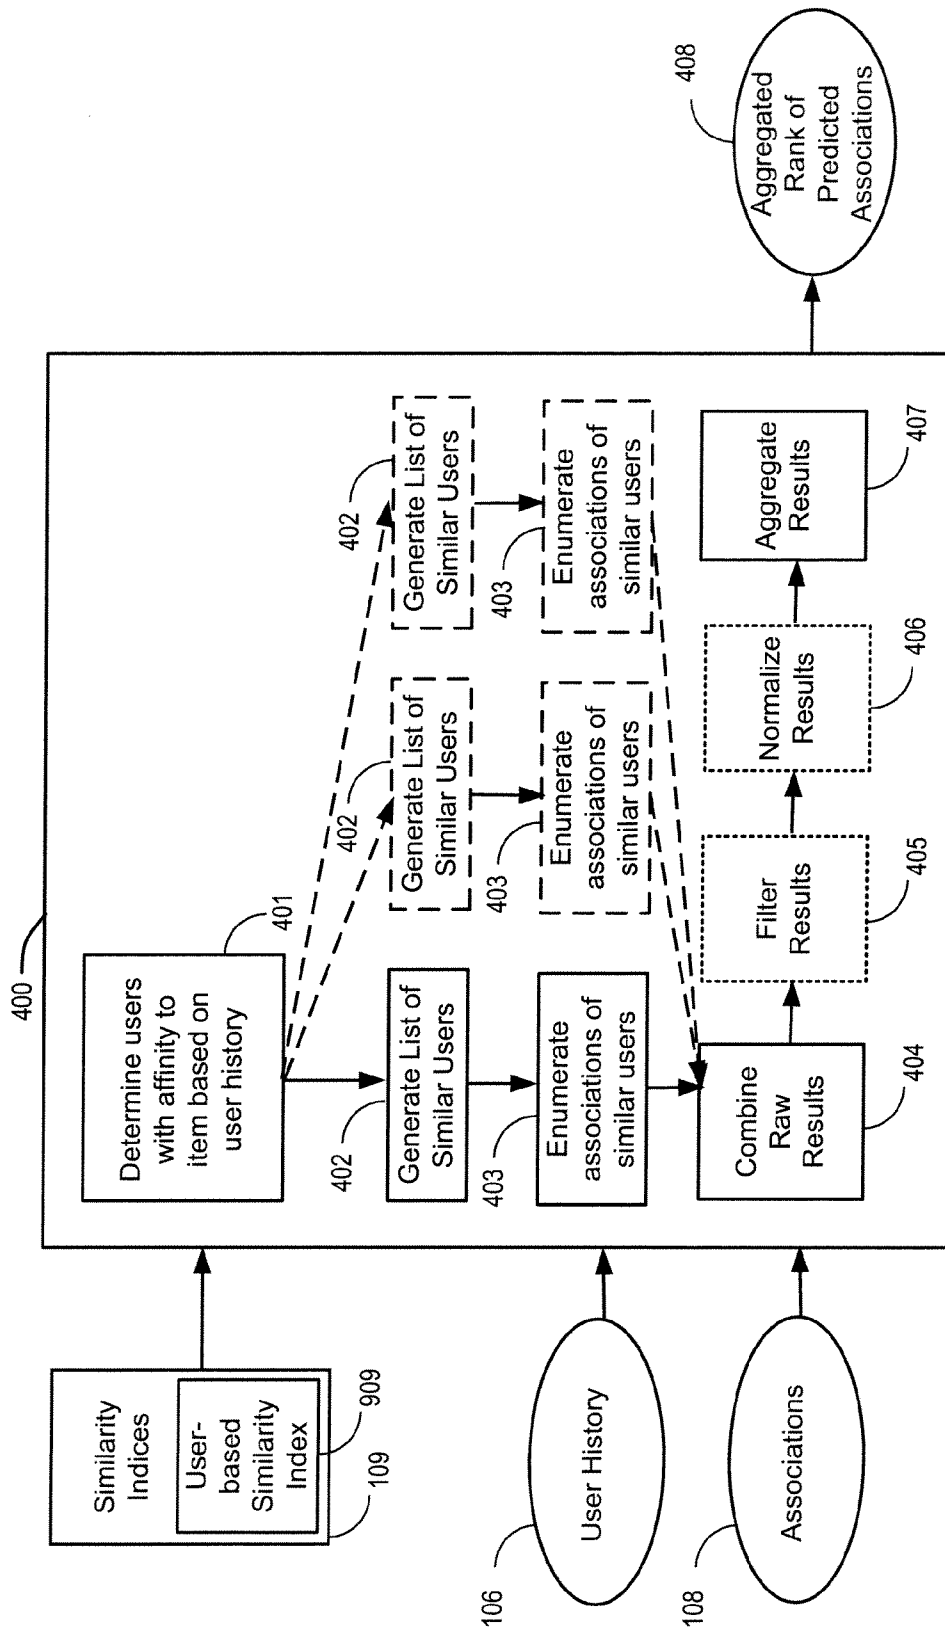 400
Similarity
Indices
User-
based
Similarity
Index
909
109
106
User History
108
Associations
Determine users
with affinity to
item based on
user history
401
402
Generate List of
Similar Users
402
Generate List of
Similar Users
402
Generate List of
Similar Users
403
Enumerate
associations of
similar users
403
Enumerate
associations of
similar users
403
Enumerate
associations of
similar users
Combine
Raw
Results
404
Filter
Results
405
Normalize
Results
406
Aggregate
Results
407
408
Aggregated
Rank of
Predicted
Associations